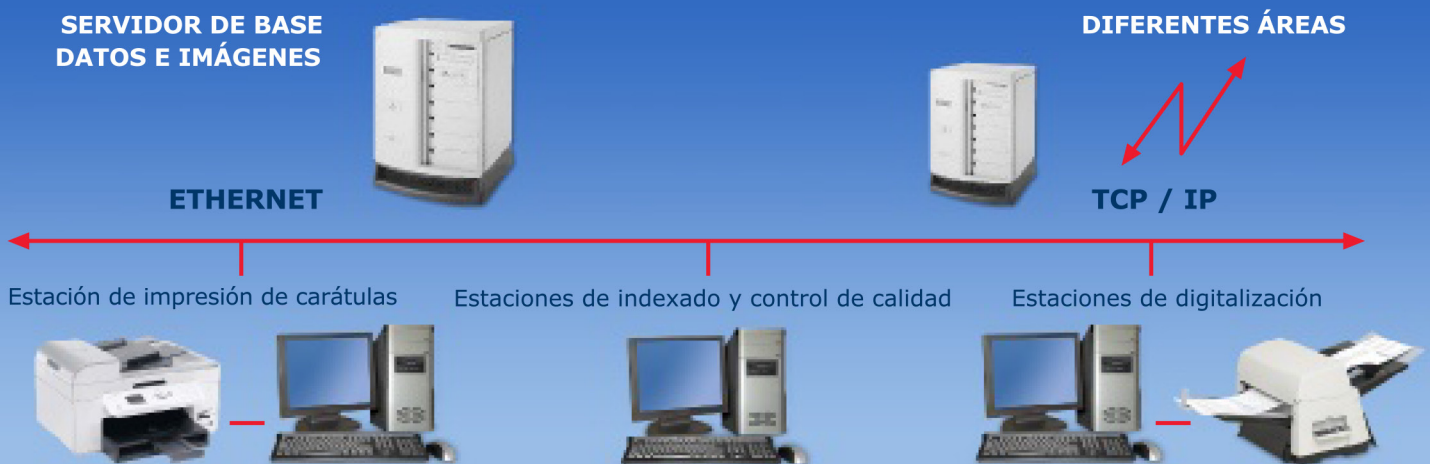 SERVIDOR DE BASE
DATOS E IMÁGENES
DIFERENTES ÁREAS
ETHERNET
TCP / IP
Estación de impresión de carátulas
Estaciones de indexado y control de calidad
Estaciones de digitalización